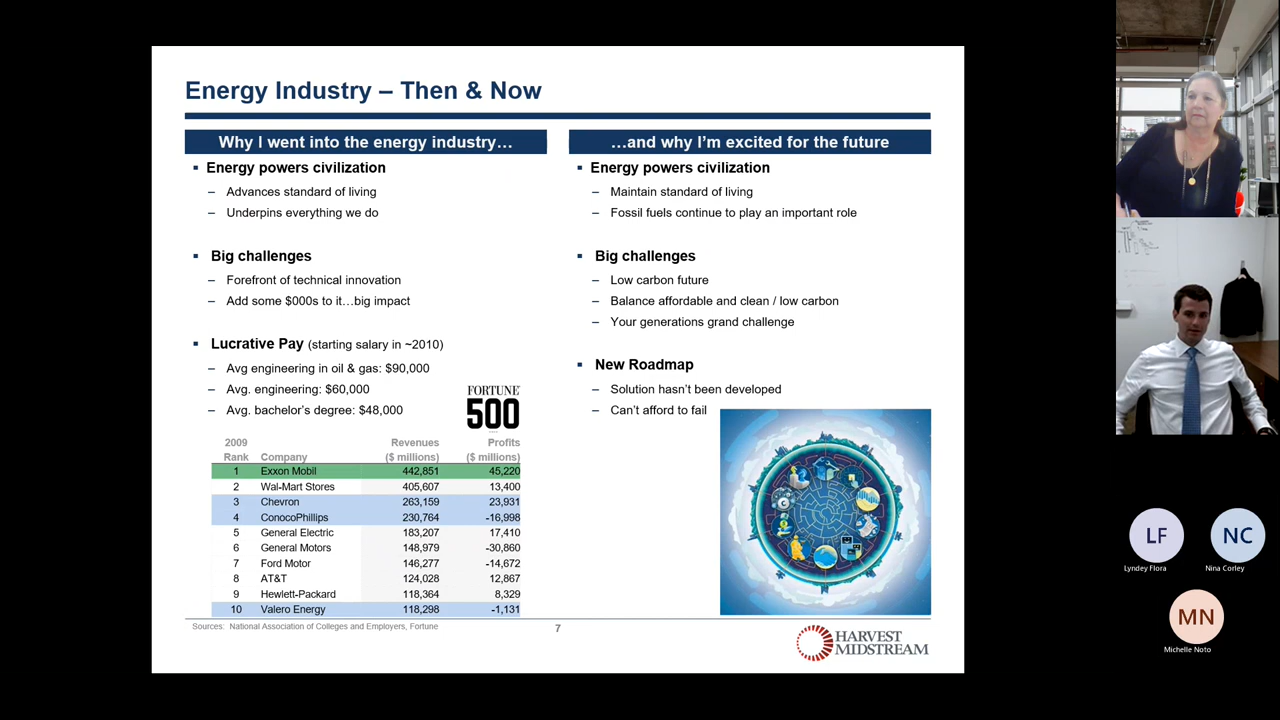 Energy Industry – Then & Now
Why I went into the energy industry…
Energy powers civilization
– Advances standard of living
– Underpins everything we do
Big challenges
– Forefront of technical innovation
– Add some $000s to it…big impact
Lucrative Pay (starting salary in ~2010)
– Avg engineering in oil & gas: $90,000
– Avg. engineering: $60,000
– Avg. bachelor's degree: $48,000
FORTUNE
500
2009 Revenues Profits
Rank Company ($ millions) ($ millions)
1 Exxon Mobil 442,851 45,220
2 Wal-Mart Stores 405,607 13,400
3 Chevron 263,159 23,931
4 ConocoPhillips 230,764 -16,998
5 General Electric 183,207 17,410
6 General Motors 148,979 -30,860
7 Ford Motor 146,277 -14,672
8 AT&T 124,028 12,867
9 Hewlett-Packard 118,364 8,329
10 Valero Energy 118,298 -1,131
…and why I'm excited for the future
Energy powers civilization
– Maintain standard of living
– Fossil fuels continue to play an important role
Big challenges
– Low carbon future
– Balance affordable and clean / low carbon
– Your generations grand challenge
New Roadmap
– Solution hasn't been developed
– Can't afford to fail
Sources: National Association of Colleges and Employers, Fortune
7
HARVEST
MIDSTREAM
LF
Lyndey Flora
NC
Nina Corley
MN
Michelle Noto